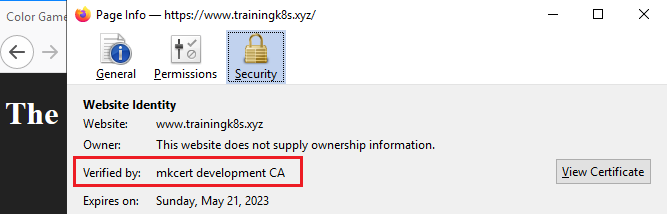 Color Game
Page Info — https://www.trainingk8s.xyz/
General Permissions Security
The
Website Identity
Website: www.trainingk8s.xyz
Owner: This website does not supply ownership information.
Verified by: mkcert development CA
View Certificate
Expires on: Sunday, May 21, 2023